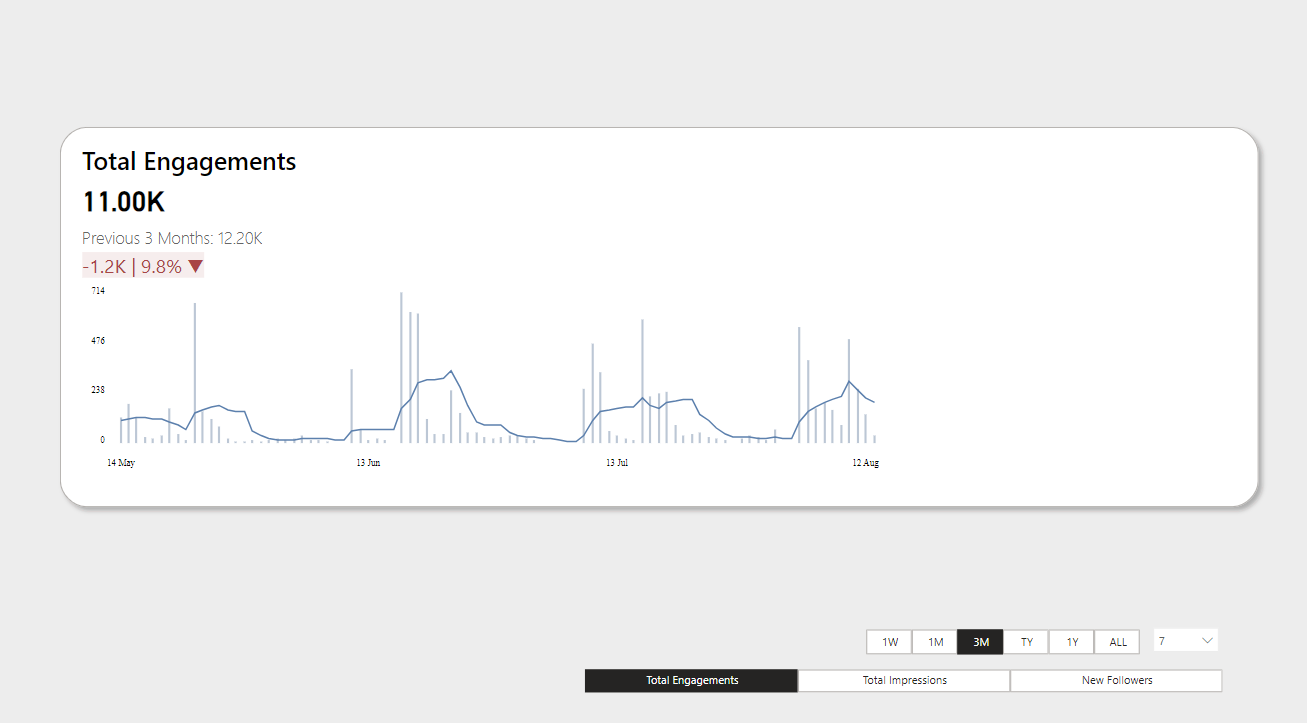 Total Engagements
11.00K
Previous 3 Months: 12.20K
-1.2K | 9.8% ▼
714
476
238
0
14 May 13 Jun 13 Jul 12 Aug
1W 1M 3M TY 1Y ALL 7
Total Engagements Total Impressions New Followers